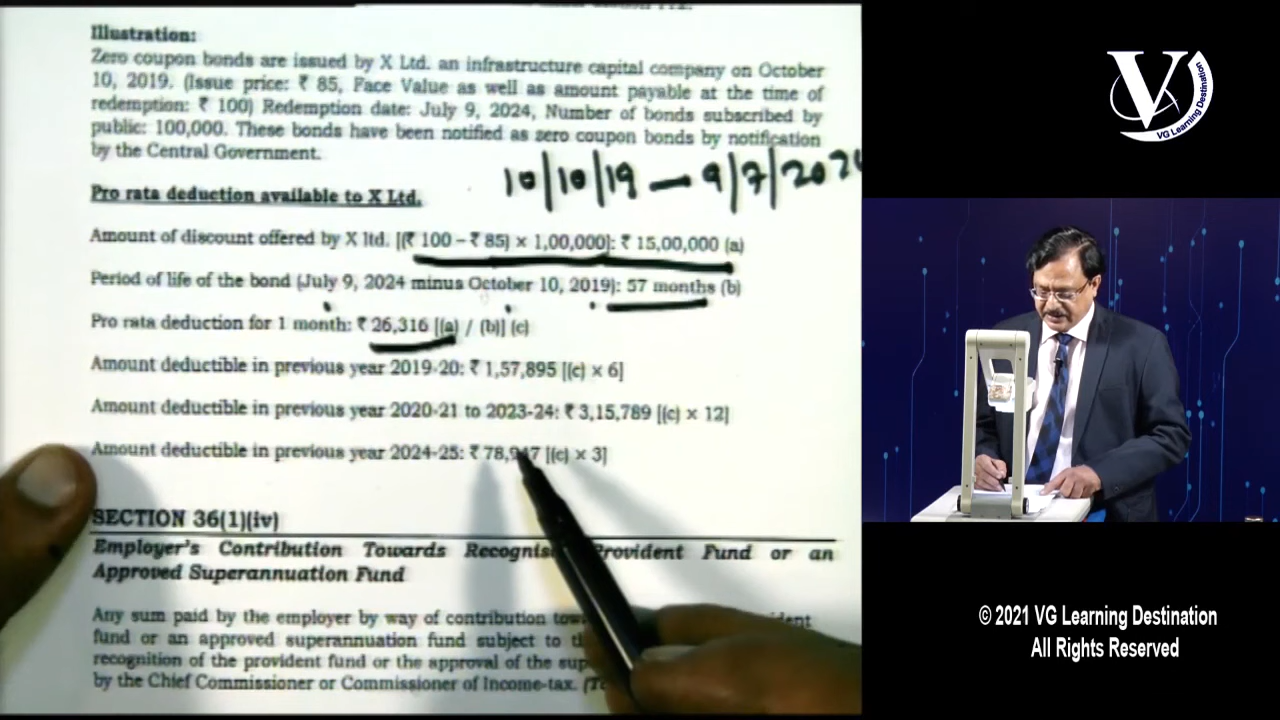 Illustration:
Zero coupon bonds are issued by X Ltd. an infrastructure capital company on October
10, 2019. (Issue price: ₹ 85, Face Value as well as amount payable at the time of
redemption: ₹ 100) Redemption date: July 9, 2024, Number of bonds subscribed by
public: 100,000. These bonds have been notified as zero coupon bonds by notification
by the Central Government.
10/10/19 — 9/7/2024
Pro rata deduction available to X Ltd.
Amount of discount offered by X ltd. [(₹ 100 – ₹ 85) × 1,00,000]: ₹ 15,00,000 (a)
Period of life of the bond (July 9, 2024 minus October 10, 2019): 57 months (b)
Pro rata deduction for 1 month: ₹ 26,316 [(a) / (b)] (c)
Amount deductible in previous year 2019-20: ₹ 1,57,895 [(c) × 6]
Amount deductible in previous year 2020-21 to 2023-24: ₹ 3,15,789 [(c) × 12]
Amount deductible in previous year 2024-25: ₹ 78,947 [(c) × 3]
SECTION 36(1)(iv)
Employer's Contribution Towards Provident Fund or an
Approved Superannuation Fund
Any sum paid by the employer by way of contribution
fund or an approved superannuation fund subject to
recognition of the provident fund or the approval of the
by the Chief Commissioner or Commissioner of Income-tax.
V
VG Learning Destination
© 2021 VG Learning Destination
All Rights Reserved